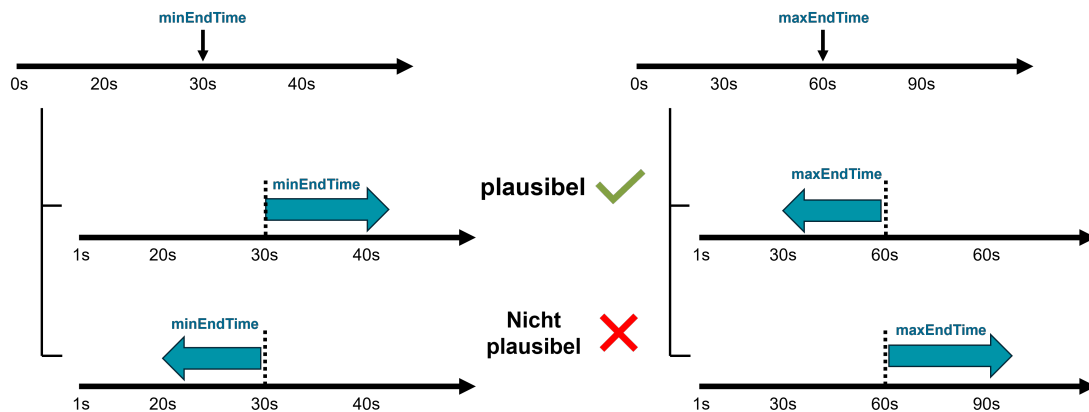 minEndTime
0s 20s 30s 40s
maxEndTime
0s 30s 60s 90s
minEndTime
1s 20s 30s 40s
plausibel
maxEndTime
1s 30s 60s 60s
minEndTime
1s 20s 30s 40s
Nicht
plausibel
maxEndTime
1s 30s 60s 90s